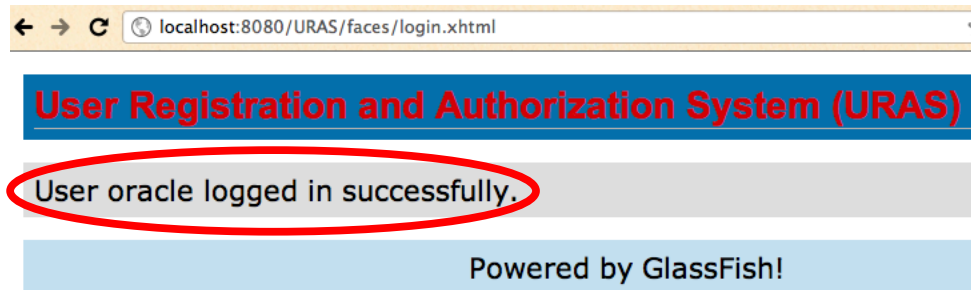 localhost:8080/URAS/faces/login.xhtml
User Registration and Authorization System (URAS)
User oracle logged in successfully.
Powered by GlassFish!